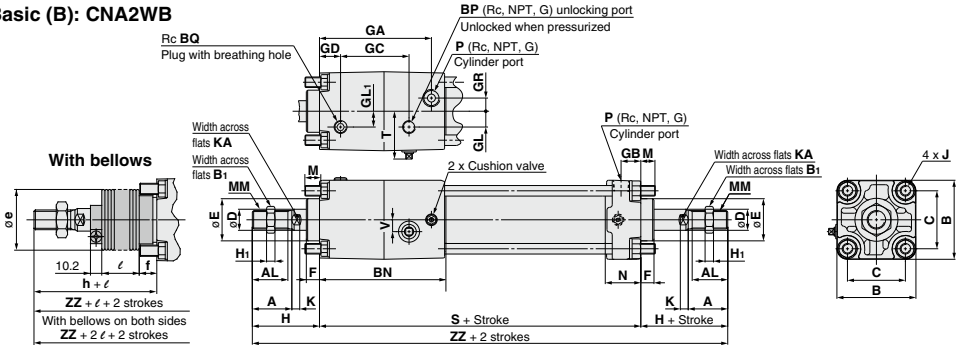 Basic (B): CNA2WB
BP (Rc, NPT, G) unlocking port
Unlocked when pressurized
Rc BQ
Plug with breathing hole
GA
GD
GC
P (Rc, NPT, G)
Cylinder port
GL1
GR
T
GL
Width across
flats KA
Width across
flats B1
MM
M
2 x Cushion valve
P (Rc, NPT, G)
Cylinder port
GB
M
Width across flats KA
Width across flats B1
MM
4 x J
With bellows
øe
10.2
ℓ
f
h + ℓ
ZZ + ℓ + 2 strokes
With bellows on both sides
ZZ + 2 ℓ + 2 strokes
øE
øD
V
H1
AL
F
BN
A
K
H
S + Stroke
ZZ + 2 strokes
N
F
AL
H1
K
A
H + Stroke
øD
øE
C
B
C
B